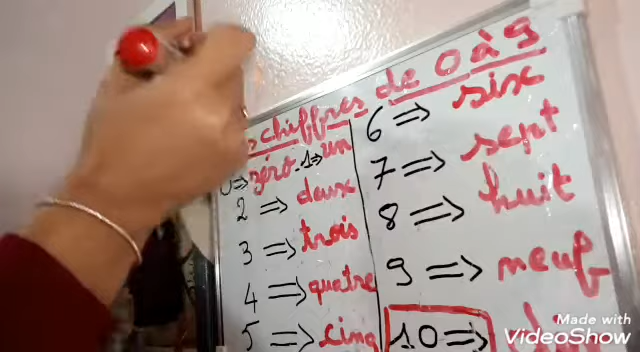 chiffres de 0 à 9
0 => zéro - 1 => un
2 => deux
3 => trois
4 => quatre
5 => cinq
6 => six
7 => sept
8 => huit
9 => neuf
10 =>
Made with
VideoShow